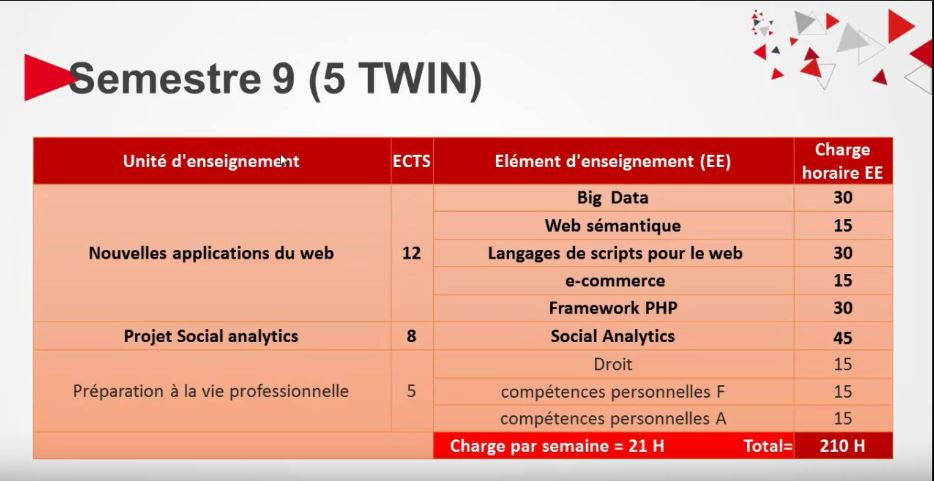 Semestre 9 (5 TWIN)
Unité d'enseignement ECTS Elément d'enseignement (EE) Charge horaire EE
Nouvelles applications du web 12 Big Data 30
Web sémantique 15
Langages de scripts pour le web 30
e-commerce 15
Framework PHP 30
Projet Social analytics 8 Social Analytics 45
Préparation à la vie professionnelle 5 Droit 15
compétences personnelles F 15
compétences personnelles A 15
Charge par semaine = 21 H Total= 210 H